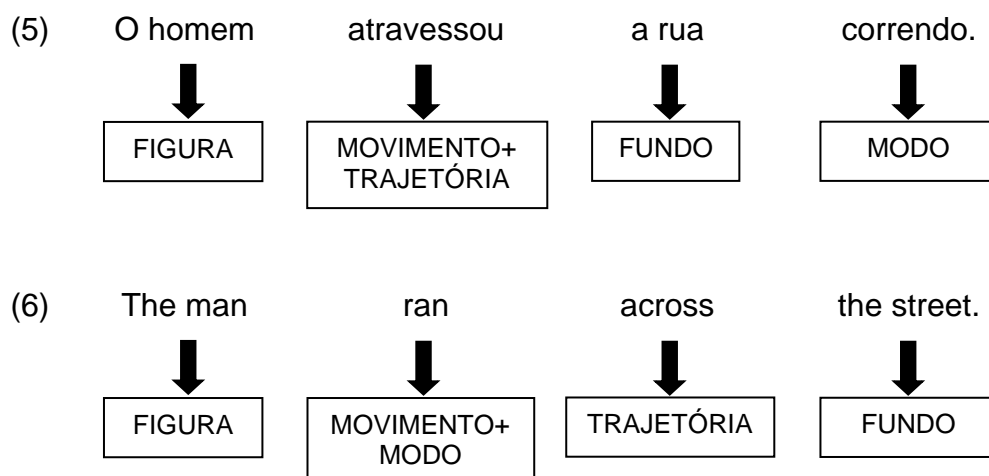 (5) O homem atravessou a rua correndo.
FIGURA MOVIMENTO+ FUNDO MODO
TRAJETÓRIA
(6) The man ran across the street.
FIGURA MOVIMENTO+ TRAJETÓRIA FUNDO
MODO